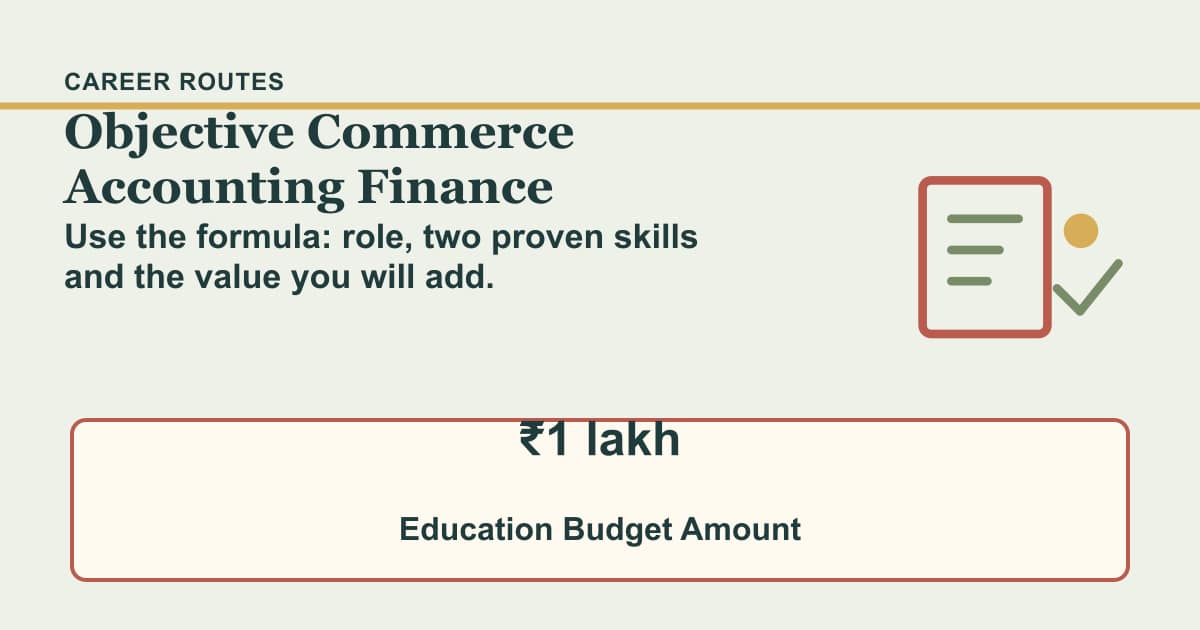 CAREER ROUTES
Objective Commerce
Accounting Finance
Use the formula: role, two proven skills
and the value you will add.
₹1 lakh
Education Budget Amount